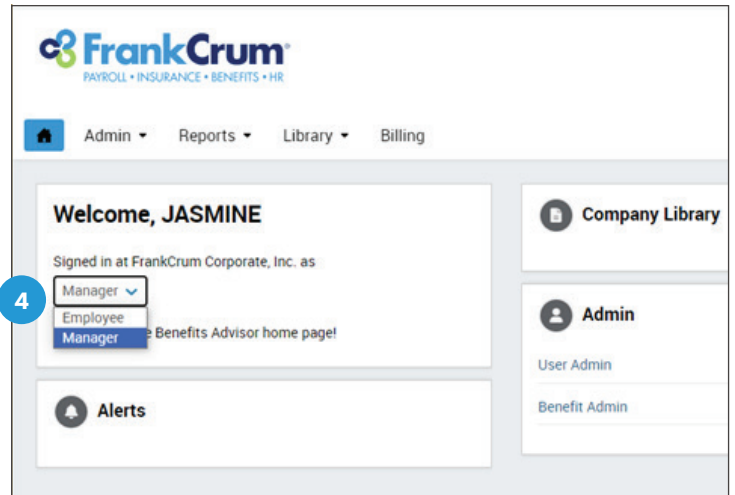 FrankCrum
PAYROLL • INSURANCE • BENEFITS • HR
Admin Reports Library Billing
Welcome, JASMINE
Signed in at FrankCrum Corporate, Inc. as
Manager
4
Employee
Manager
Benefits Advisor home page!
Alerts
Company Library
Admin
User Admin
Benefit Admin